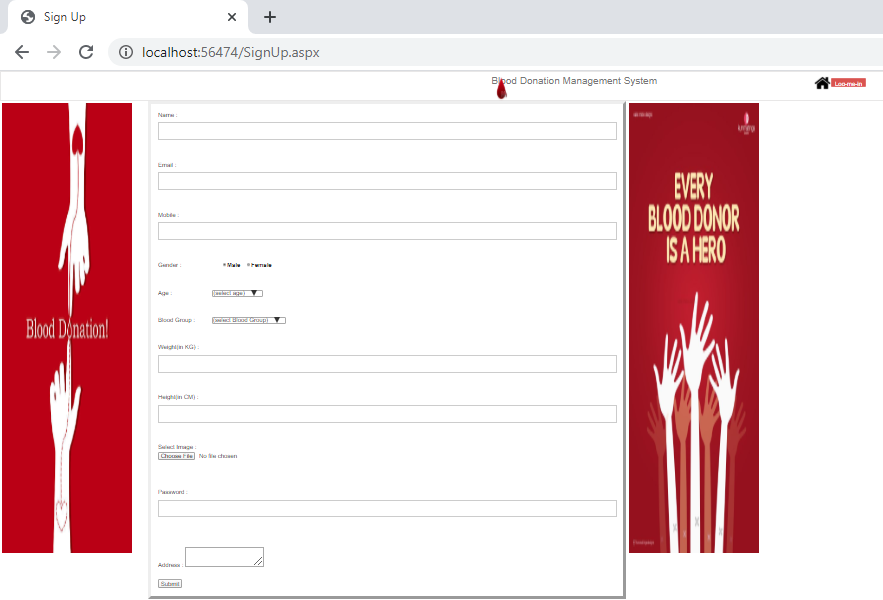 Sign Up
localhost:56474/SignUp.aspx
Blood Donation Management System
Log-me-in
Name :
Email :
Mobile :
Gender :
Male Female
Age :
(select age)
Blood Group :
(select Blood Group)
Weight(in KG) :
Height(in CM) :
Select Image :
Choose File No file chosen
Password :
Address :
Submit
Blood Donation!
EVERY
BLOOD DONOR
IS A HERO